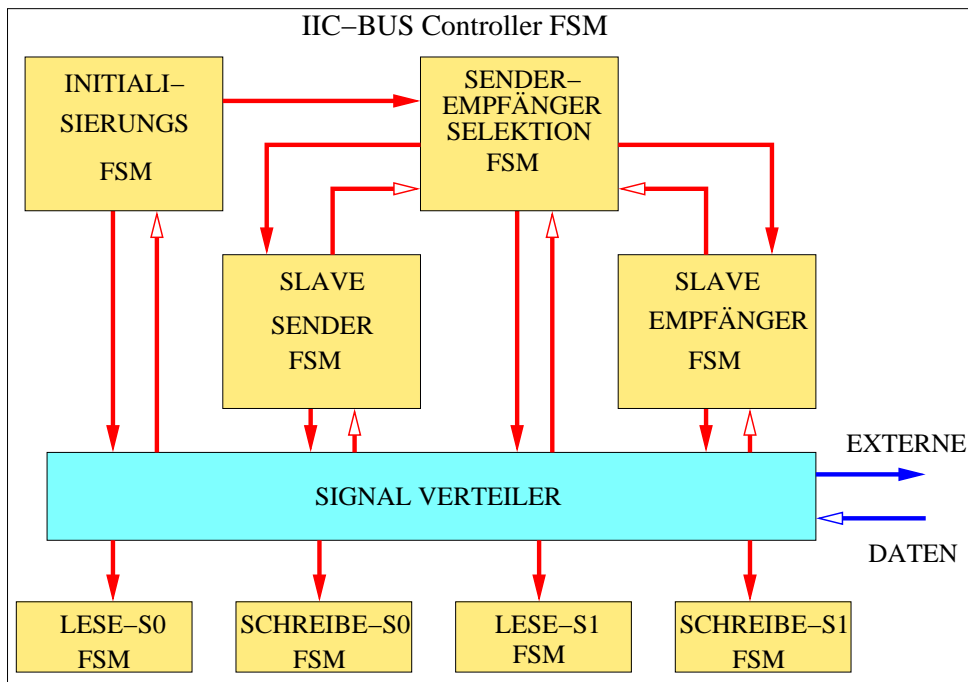 IIC−BUS Controller FSM
INITIALI−
SIERUNGS
FSM
SENDER−
EMPFÄNGER
SELEKTION
FSM
SLAVE
SENDER
FSM
SLAVE
EMPFÄNGER
FSM
EXTERNE
SIGNAL VERTEILER
DATEN
LESE−S0
FSM
SCHREIBE−S0
FSM
LESE−S1
FSM
SCHREIBE−S1
FSM